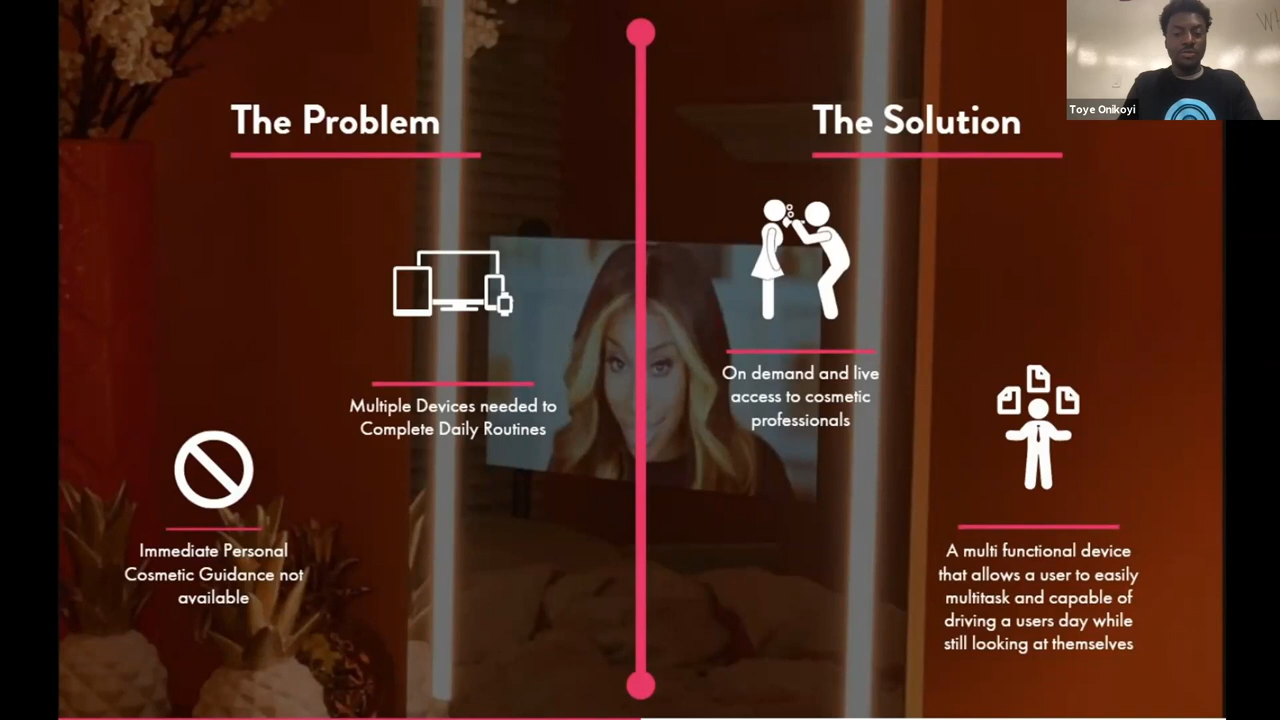 The Problem
Multiple Devices needed to
Complete Daily Routines
Immediate Personal
Cosmetic Guidance not
available
The Solution
On demand and live
access to cosmetic
professionals
A multi functional device
that allows a user to easily
multitask and capable of
driving a users day while
still looking at themselves
Toye Onikoyi